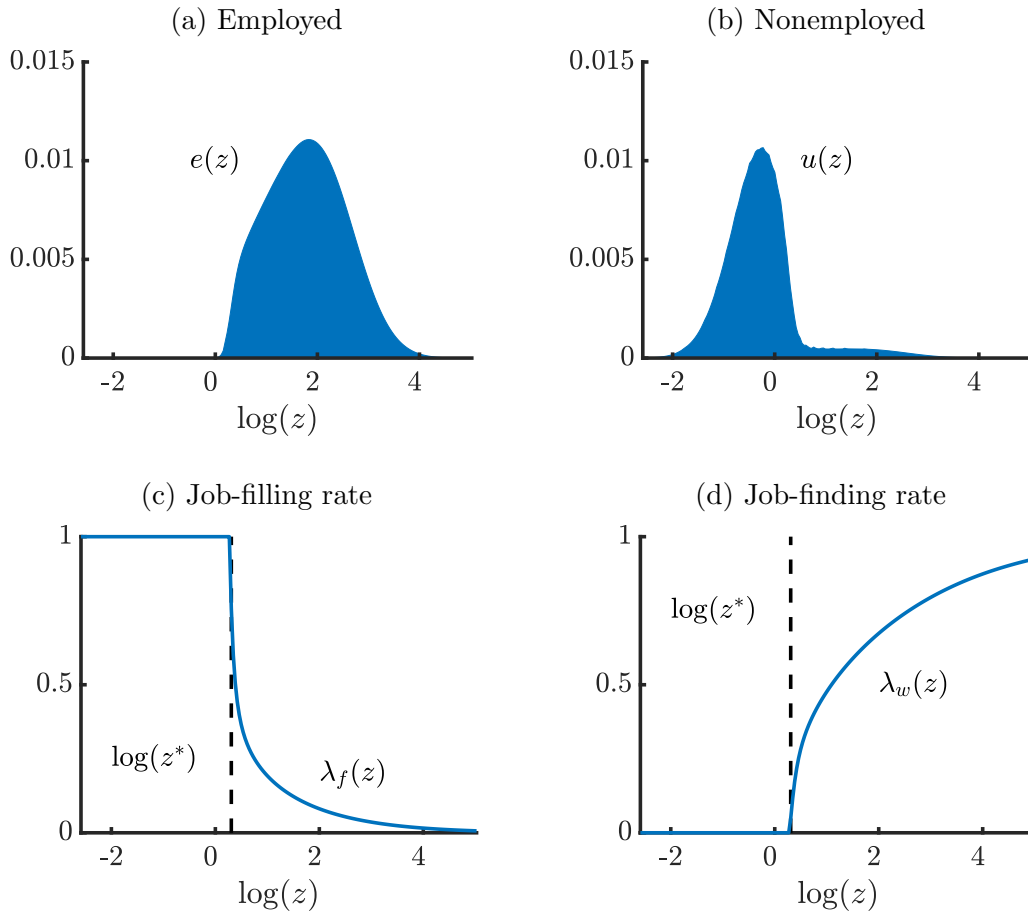 (a) Employed
0.015
0.01
0.005
0
e(z)
-2 0 2 4
log(z)
(b) Nonemployed
0.015
0.01
0.005
0
u(z)
-2 0 2 4
log(z)
(c) Job-filling rate
1
0.5
0
log(z*)
λf(z)
-2 0 2 4
log(z)
(d) Job-finding rate
1
0.5
0
log(z*)
λw(z)
-2 0 2 4
log(z)